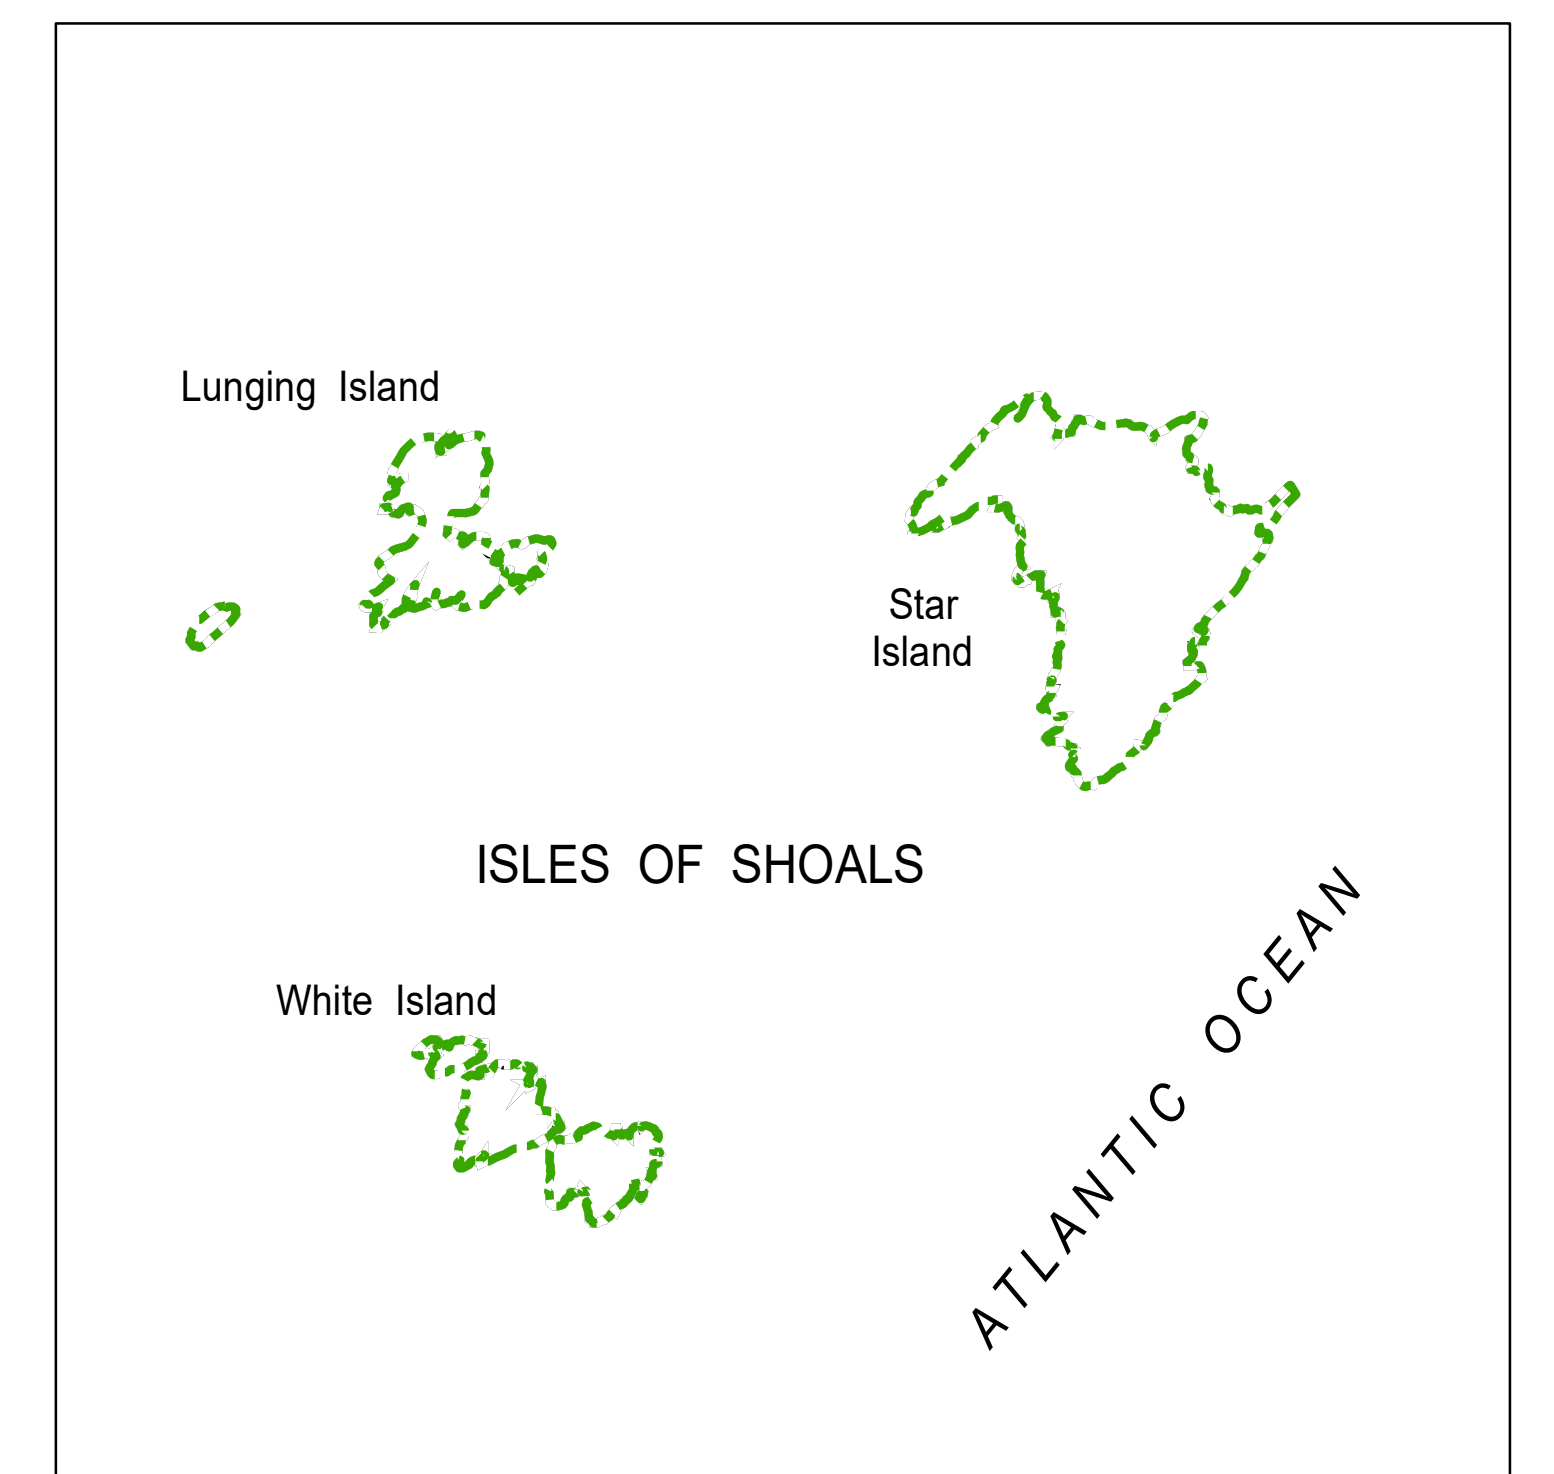 Lunging Island
Star
Island
ISLES OF SHOALS
White Island
ATLANTIC OCEAN